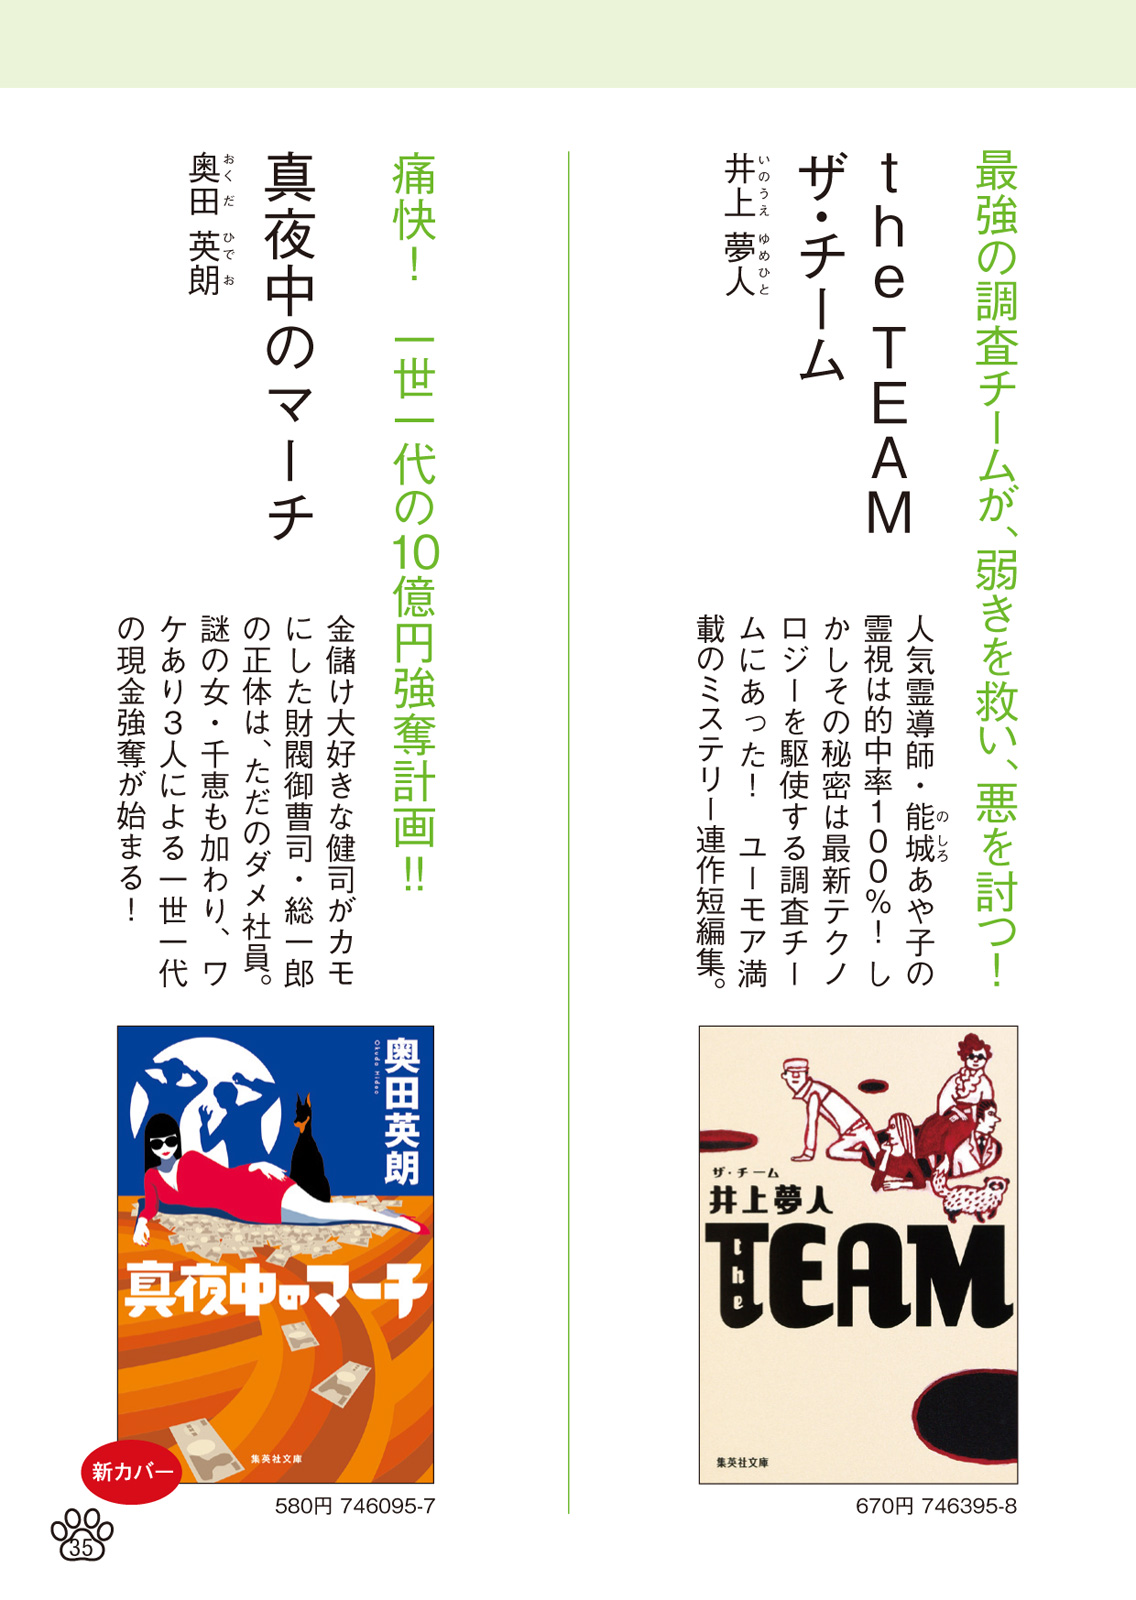 最強の調査チームが、弱きを救い、悪を討つ！
the TEAM
ザ・チーム
井上 夢人
いのうえ ゆめひと
人気霊導師・能城あや子の
のしろ
霊視は的中率100％！し
かしその秘密は最新テクノ
ロジーを駆使する調査チー
ムにあった！　ユーモア満
載のミステリー連作短編集。
ザ・チーム
井上夢人
the
TEAM
集英社文庫
670円 746395-8
痛快！　一世一代の10億円強奪計画!!
真夜中のマーチ
奥田 英朗
おくだ ひでお
金儲け大好きな健司がカモ
にした財閥御曹司・総一郎
の正体は、ただのダメ社員。
謎の女・千恵も加わり、ワ
ケあり3人による一世一代
の現金強奪が始まる！
奥田英朗
Okuda Hideo
真夜中のマーチ
集英社文庫
新カバー
580円 746095-7
35